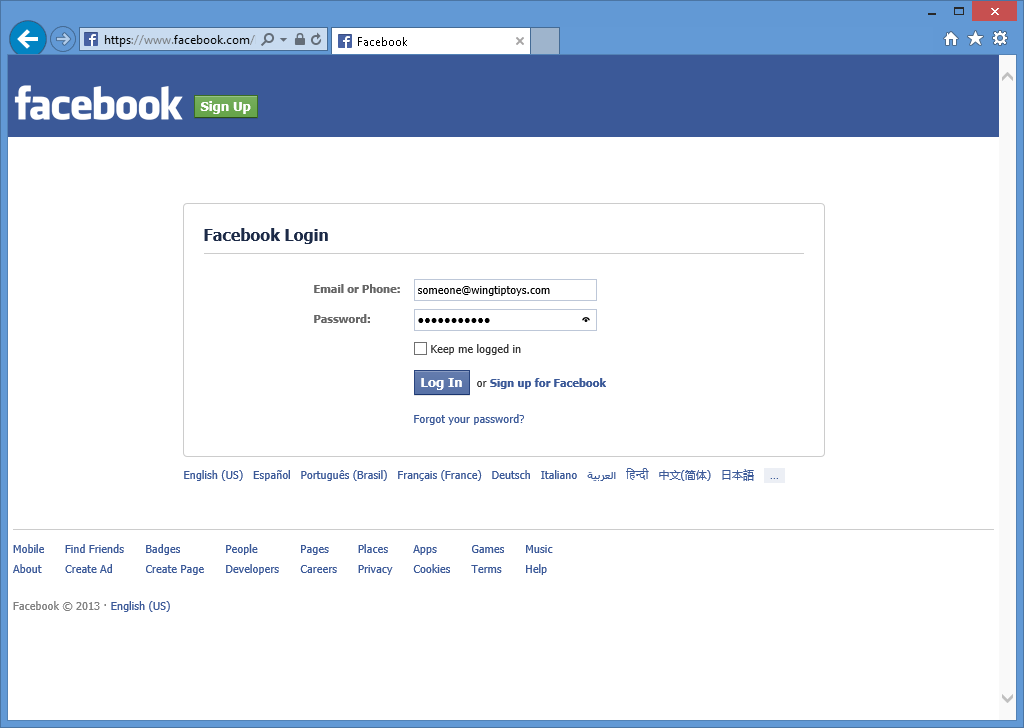 https://www.facebook.com/
Facebook
facebook Sign Up
Facebook Login
Email or Phone: someone@wingtiptoys.com
Password: •••••••••••
Keep me logged in
Log In or Sign up for Facebook
Forgot your password?
English (US) Español Português (Brasil) Français (France) Deutsch Italiano العربية हिन्दी 中文(简体) 日本語 ...
Mobile Find Friends Badges People Pages Places Apps Games Music
About Create Ad Create Page Developers Careers Privacy Cookies Terms Help
Facebook © 2013 · English (US)